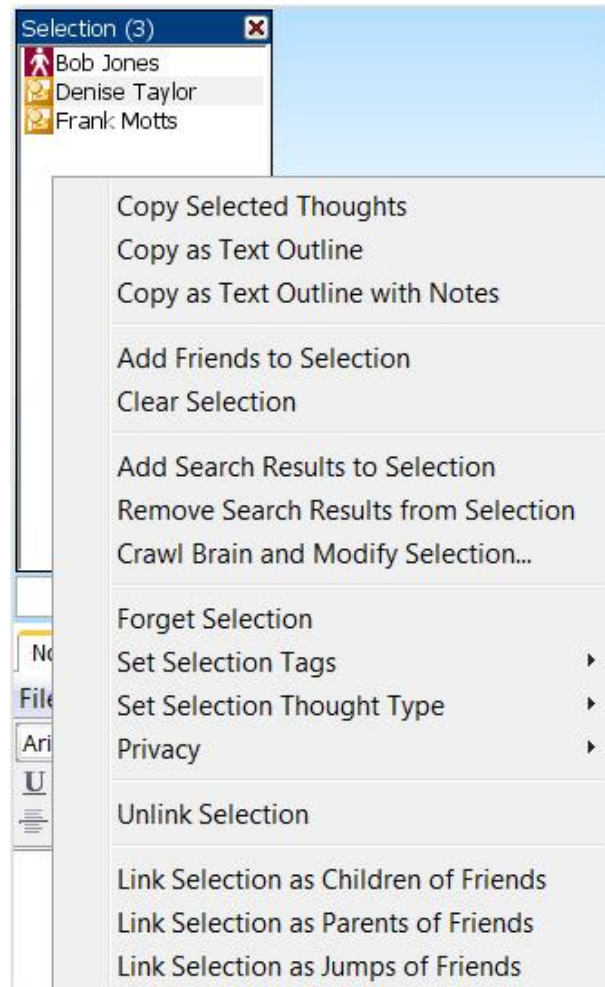 Selection (3)
Bob Jones
Denise Taylor
Frank Motts
Copy Selected Thoughts
Copy as Text Outline
Copy as Text Outline with Notes
Add Friends to Selection
Clear Selection
Add Search Results to Selection
Remove Search Results from Selection
Crawl Brain and Modify Selection...
Forget Selection
Set Selection Tags
Set Selection Thought Type
Privacy
Unlink Selection
Link Selection as Children of Friends
Link Selection as Parents of Friends
Link Selection as Jumps of Friends
File
U